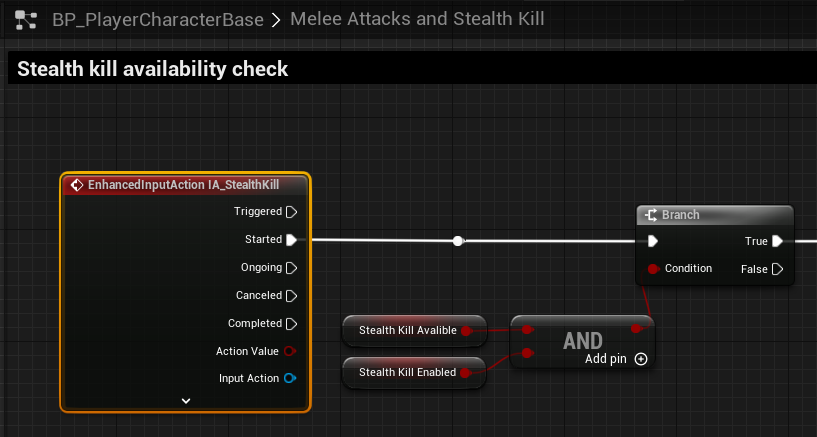 BP_PlayerCharacterBase > Melee Attacks and Stealth Kill
Stealth kill availability check
EnhancedInputAction IA_StealthKill
Triggered
Started
Ongoing
Canceled
Completed
Action Value
Input Action
Stealth Kill Avalible
Stealth Kill Enabled
AND
Add pin
Branch
True
Condition
False